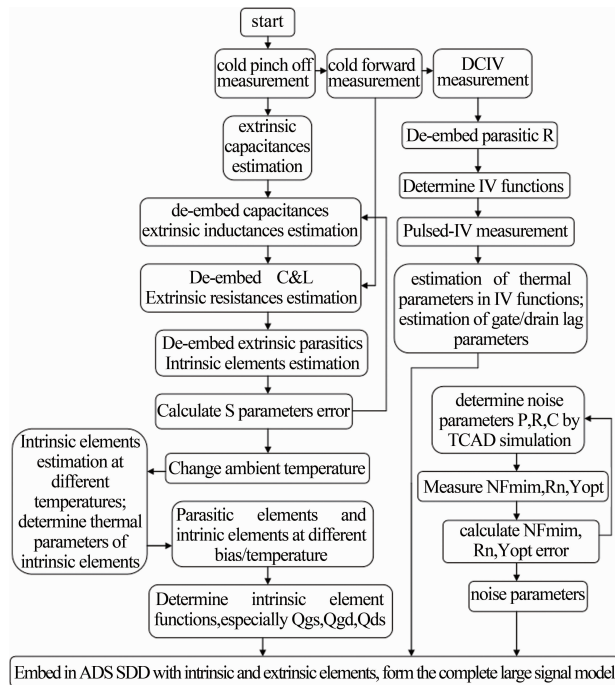 start
cold pinch off
measurement
cold forward
measurement
DCIV
measurement
extrinsic
capacitances
estimation
De-embed parasitic R
Determine IV functions
de-embed capacitances
extrinsic inductances estimation
Pulsed-IV measurement
De-embed C&L
Extrinsic resistances estimation
estimation of thermal
parameters in IV functions;
estimation of gate/drain lag
parameters
De-embed extrinsic parasitics
Intrinsic elements estimation
Calculate S parameters error
determine noise
parameters P,R,C by
TCAD simulation
Intrinsic elements
estimation at
different
temperatures;
determine thermal
parameters of
intrinsic elements
Change ambient temperature
Measure NFmim,Rn,Yopt
Parasitic elements and
intrinic elements at different
bias/temperature
calculate NFmim,
Rn,Yopt error
Determine intrinsic element
functions,especially Qgs,Qgd,Qds
noise parameters
Embed in ADS SDD with intrinsic and extrinsic elements, form the complete large signal model